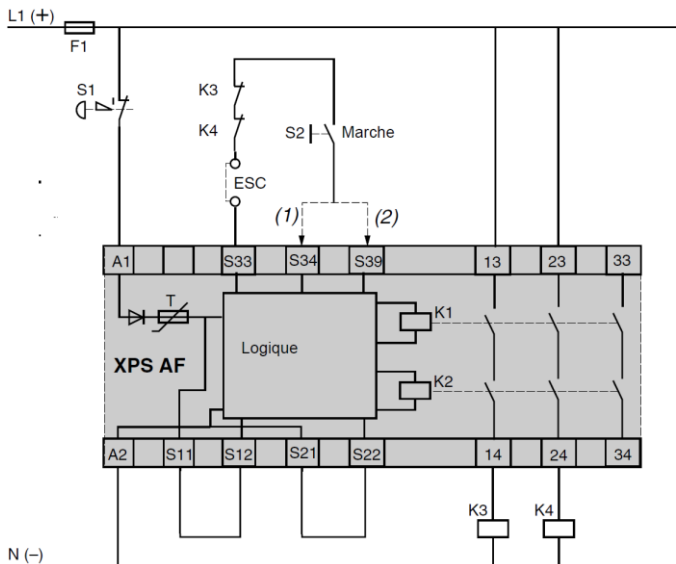 L1 (+)
F1
S1
K3
K4
S2
Marche
ESC
(1)
(2)
A1
S33
S34
S39
13
23
33
T
K1
Logique
XPS AF
K2
A2
S11
S12
S21
S22
14
24
34
K3
K4
N (–)